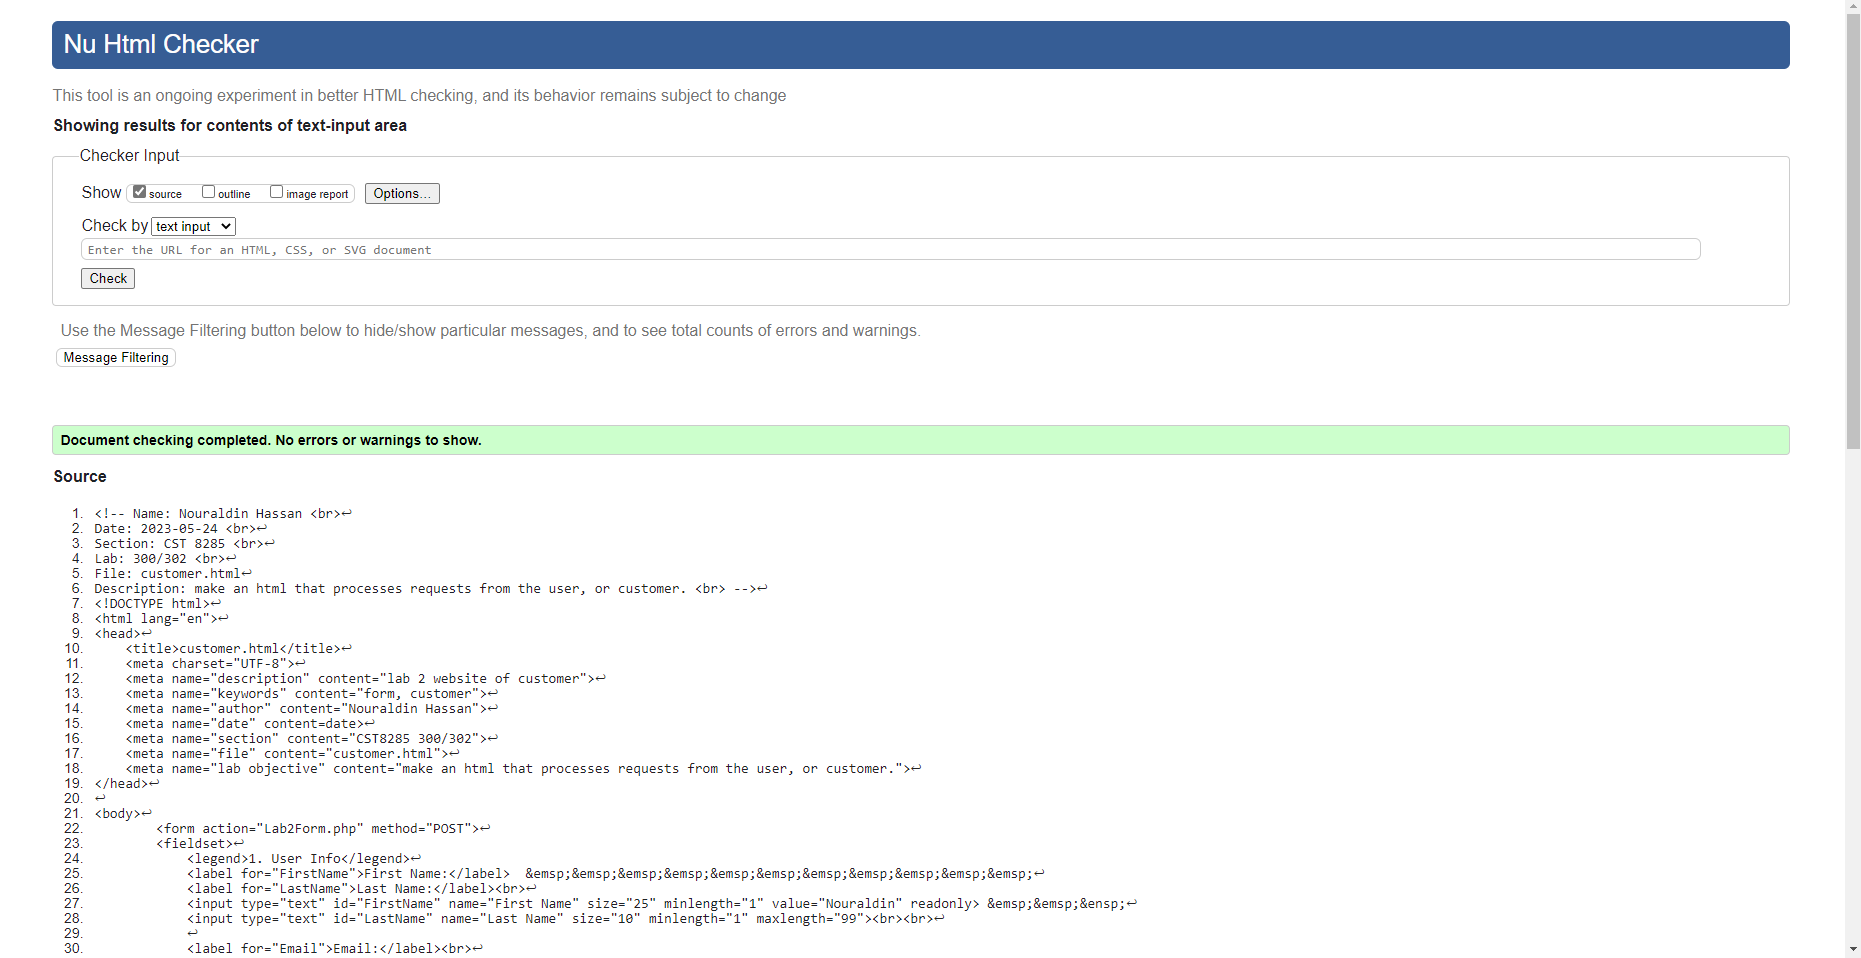 Nu Html Checker
This tool is an ongoing experiment in better HTML checking, and its behavior remains subject to change
Showing results for contents of text-input area
Checker Input
Show source outline image report Options...
Check by text input
Enter the URL for an HTML, CSS, or SVG document
Check
Use the Message Filtering button below to hide/show particular messages, and to see total counts of errors and warnings.
Message Filtering
Document checking completed. No errors or warnings to show.
Source
1. <!-- Name: Nouraldin Hassan <br>↩
2. Date: 2023-05-24 <br>↩
3. Section: CST 8285 <br>↩
4. Lab: 300/302 <br>↩
5. File: customer.html↩
6. Description: make an html that processes requests from the user, or customer. <br> -->↩
7. <!DOCTYPE html>↩
8. <html lang="en">↩
9. <head>↩
10. <title>customer.html</title>↩
11. <meta charset="UTF-8">↩
12. <meta name="description" content="lab 2 website of customer">↩
13. <meta name="keywords" content="form, customer">↩
14. <meta name="author" content="Nouraldin Hassan">↩
15. <meta name="date" content=date>↩
16. <meta name="section" content="CST8285 300/302">↩
17. <meta name="file" content="customer.html">↩
18. <meta name="lab objective" content="make an html that processes requests from the user, or customer.">↩
19. </head>↩
20. ↩
21. <body>↩
22. <form action="Lab2Form.php" method="POST">↩
23. <fieldset>↩
24. <legend>1. User Info</legend>↩
25. <label for="FirstName">First Name:</label>  &emsp;&emsp;&emsp;&emsp;&emsp;&emsp;&emsp;&emsp;&emsp;&emsp;&emsp;↩
26. <label for="LastName">Last Name:</label><br>↩
27. <input type="text" id="FirstName" name="First Name" size="25" minlength="1" value="Nouraldin" readonly> &emsp;&emsp;&ensp;↩
28. <input type="text" id="LastName" name="Last Name" size="10" minlength="1" maxlength="99"><br><br>↩
29. ↩
30. <label for="Email">Email:</label><br>↩